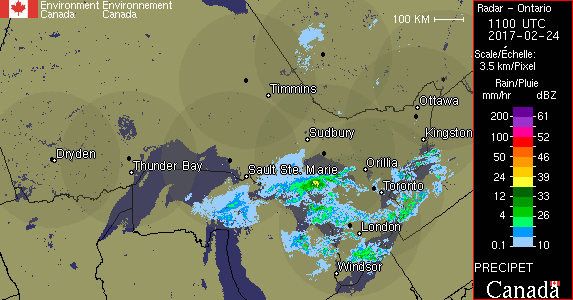 Environment Environnement
Canada Canada
Radar - Ontario
1100 UTC
2017-02-24
Scale/Échelle:
3.5 km/Pixel
Rain/Pluie
mm/hr dBZ
200 61
100 52
50 46
24 39
12 33
4 26
0.1 10
PRECIPET
Canada
100 KM
Timmins
Ottawa
Sudbury
Kingston
Dryden
Thunder Bay
Sault Ste. Marie
Orillia
Toronto
London
Windsor